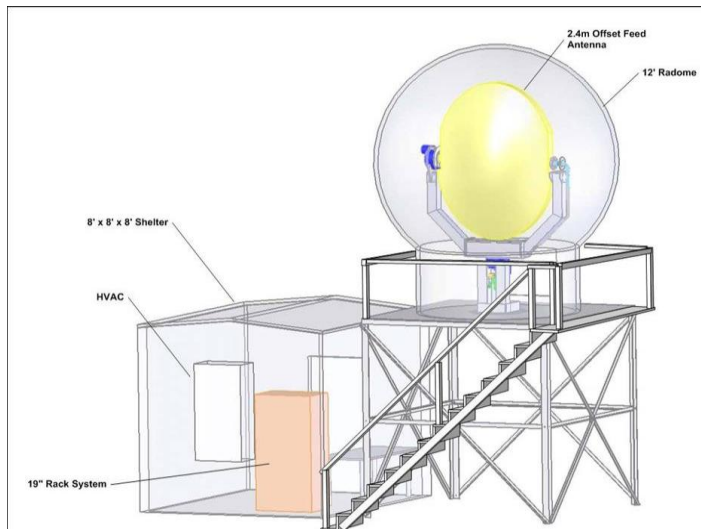 2.4m Offset Feed
Antenna
12' Radome
8' x 8' x 8' Shelter
HVAC
19" Rack System